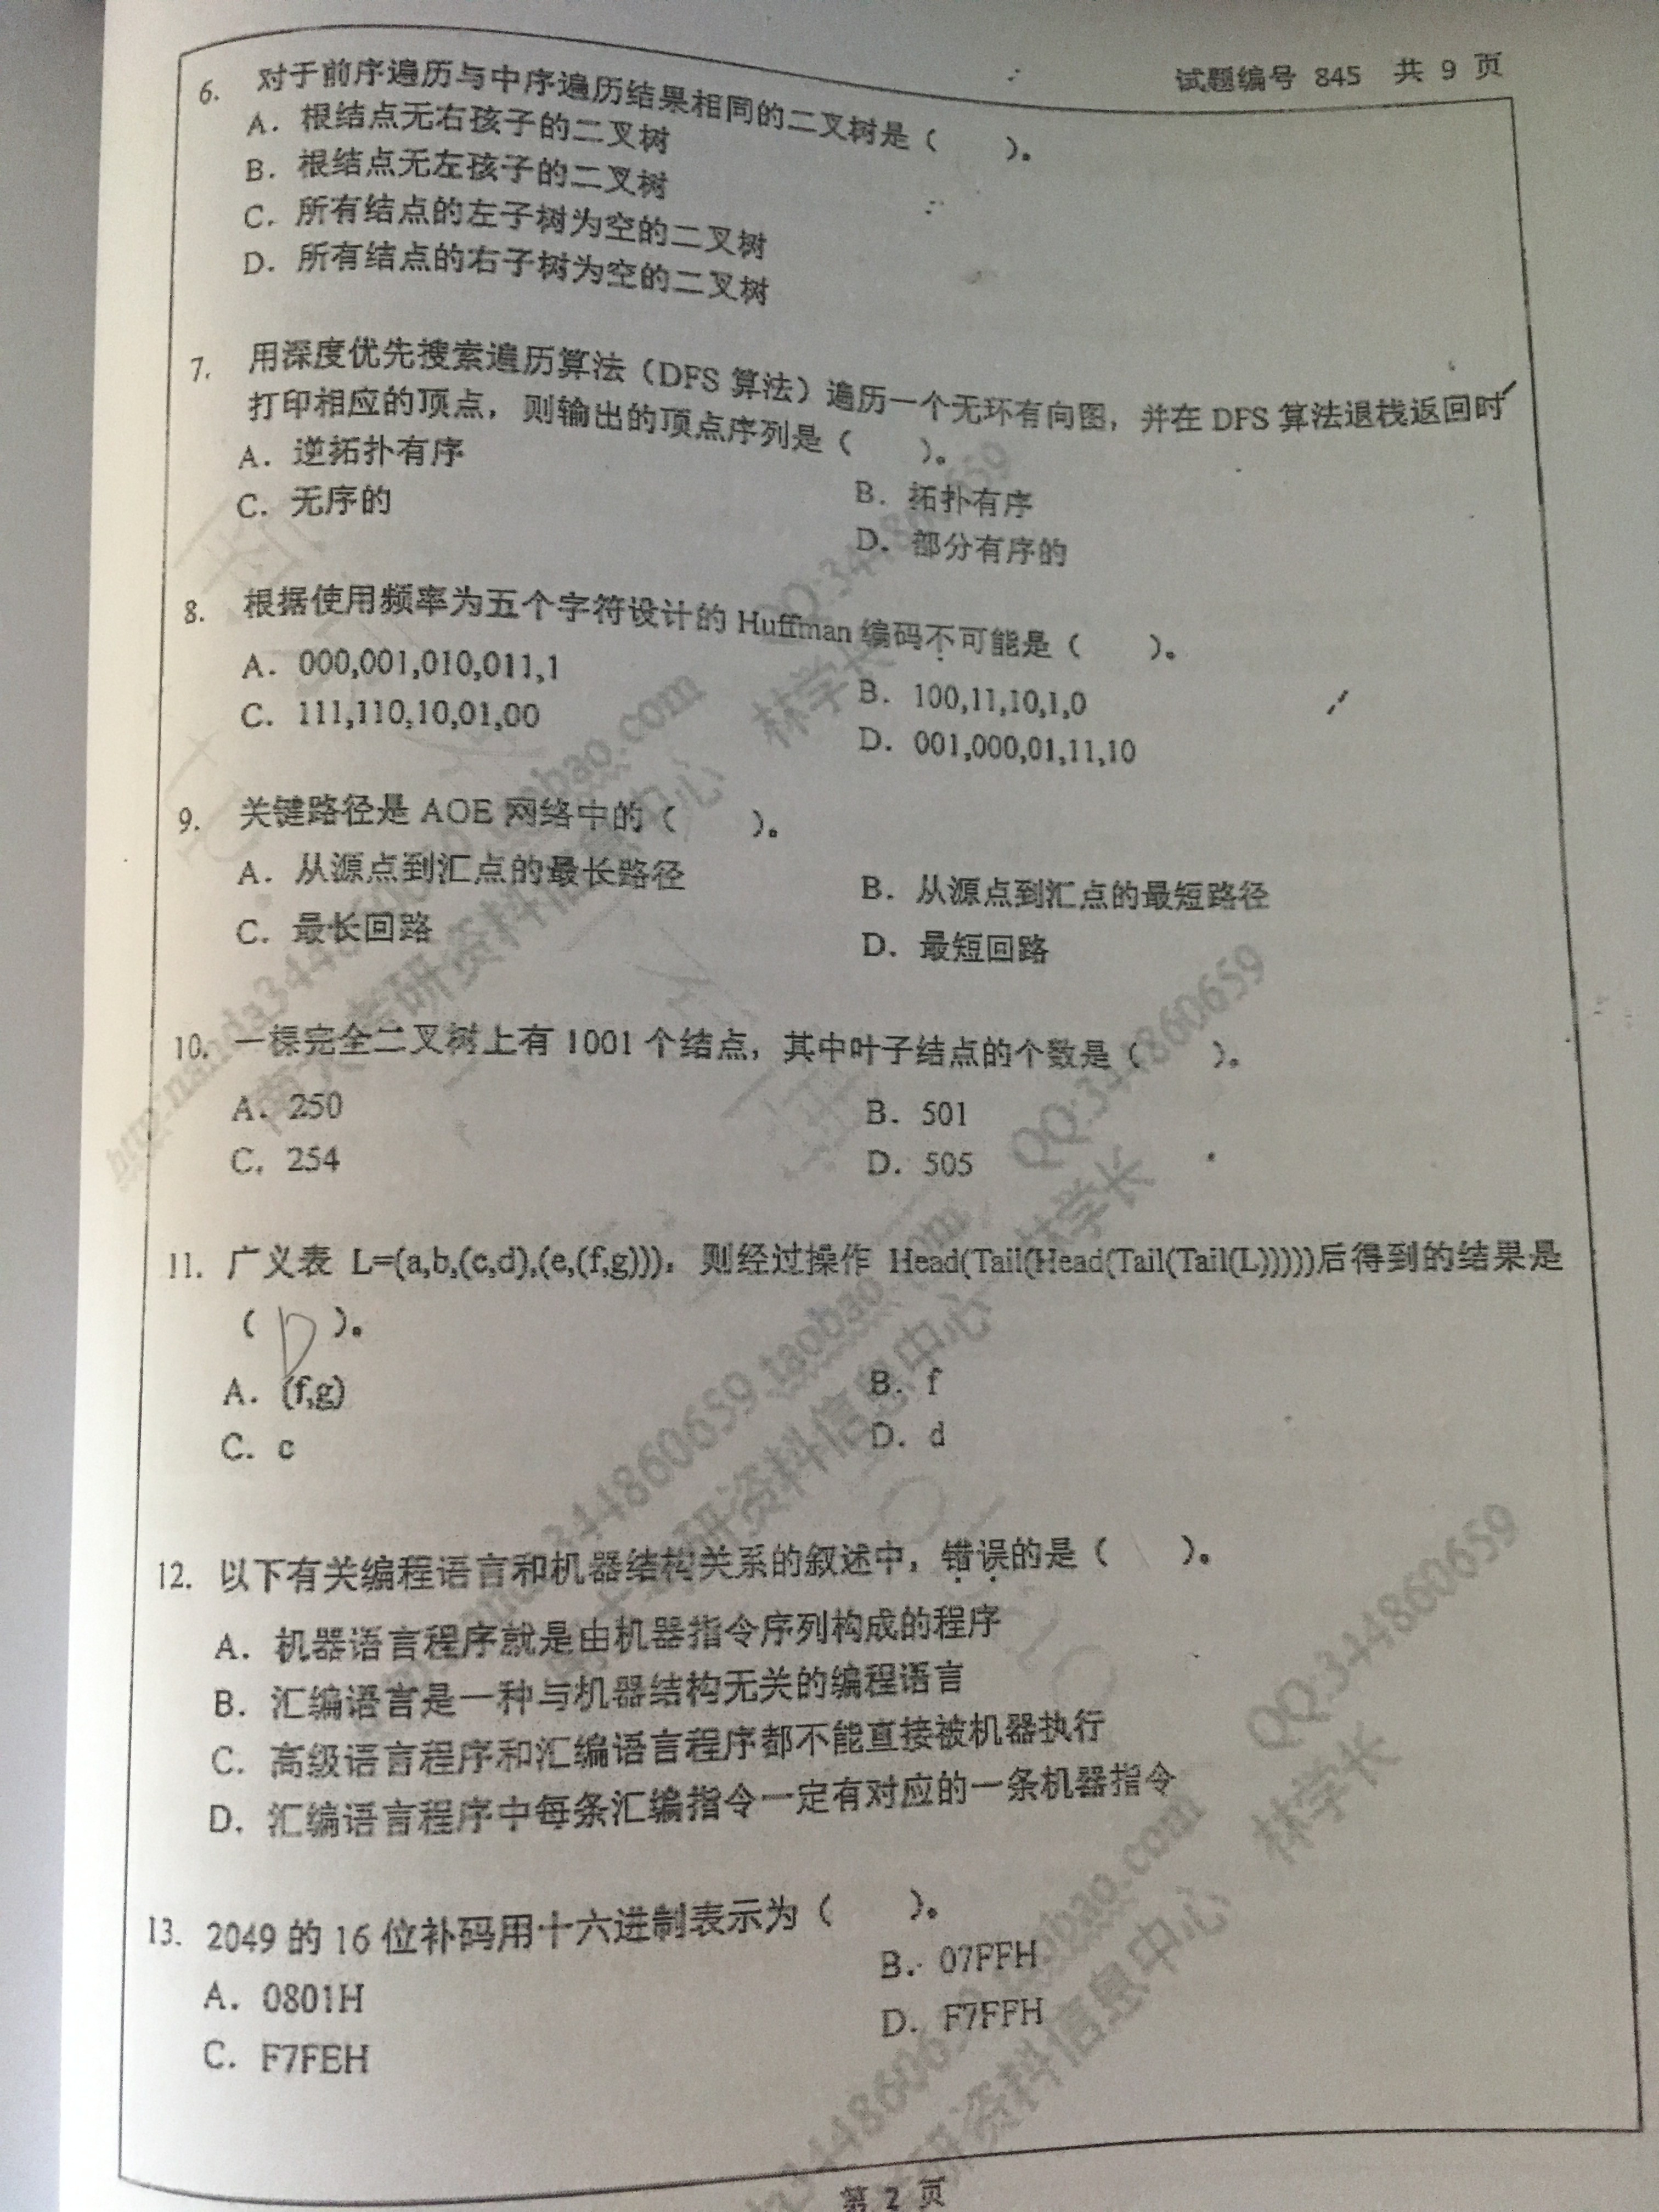 试题编号 845 共 9 页
6. 对于前序遍历与中序遍历结果相同的二叉树是（ ）。
A. 根结点无右孩子的二叉树
B. 根结点无左孩子的二叉树
C. 所有结点的左子树为空的二叉树
D. 所有结点的右子树为空的二叉树
7. 用深度优先搜索遍历算法（DFS 算法）遍历一个无环有向图，并在 DFS 算法退栈返回时
打印相应的顶点，则输出的顶点序列是（ ）。
A. 逆拓扑有序 B. 拓扑有序
C. 无序的 D. 部分有序的
8. 根据使用频率为五个字符设计的 Huffman 编码不可能是（ ）。
A. 000,001,010,011,1 B. 100,11,10,1,0
C. 111,110,10,01,00 D. 001,000,01,11,10
9. 关键路径是 AOE 网络中的（ ）。
A. 从源点到汇点的最长路径 B. 从源点到汇点的最短路径
C. 最长回路 D. 最短回路
10. 一棵完全二叉树上有 1001 个结点，其中叶子结点的个数是（ ）。
A. 250 B. 501
C. 254 D. 505
11. 广义表 L=(a,b,(c,d),(e,(f,g)))，则经过操作 Head(Tail(Head(Tail(Tail(L)))))后得到的结果是
（ D ）。
A. (f,g) B. f
C. c D. d
12. 以下有关编程语言和机器结构关系的叙述中，错误的是（ ）。
A. 机器语言程序就是由机器指令序列构成的程序
B. 汇编语言是一种与机器结构无关的编程语言
C. 高级语言程序和汇编语言程序都不能直接被机器执行
D. 汇编语言程序中每条汇编指令一定有对应的一条机器指令
13. 2049 的 16 位补码用十六进制表示为（ ）。
A. 0801H B. 07FFH
C. F7FEH D. F7FFH
第 2 页
林学长
QQ:344860659
林学长
QQ:344860659
林学长